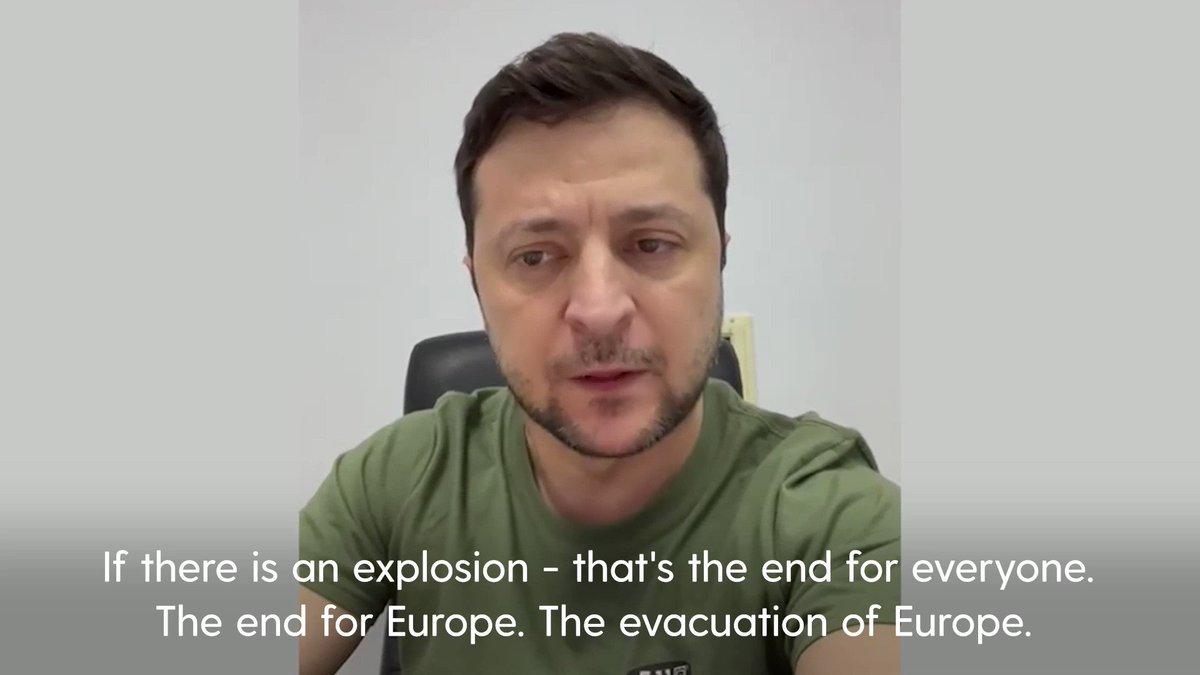 If there is an explosion - that's the end for everyone.
The end for Europe. The evacuation of Europe.